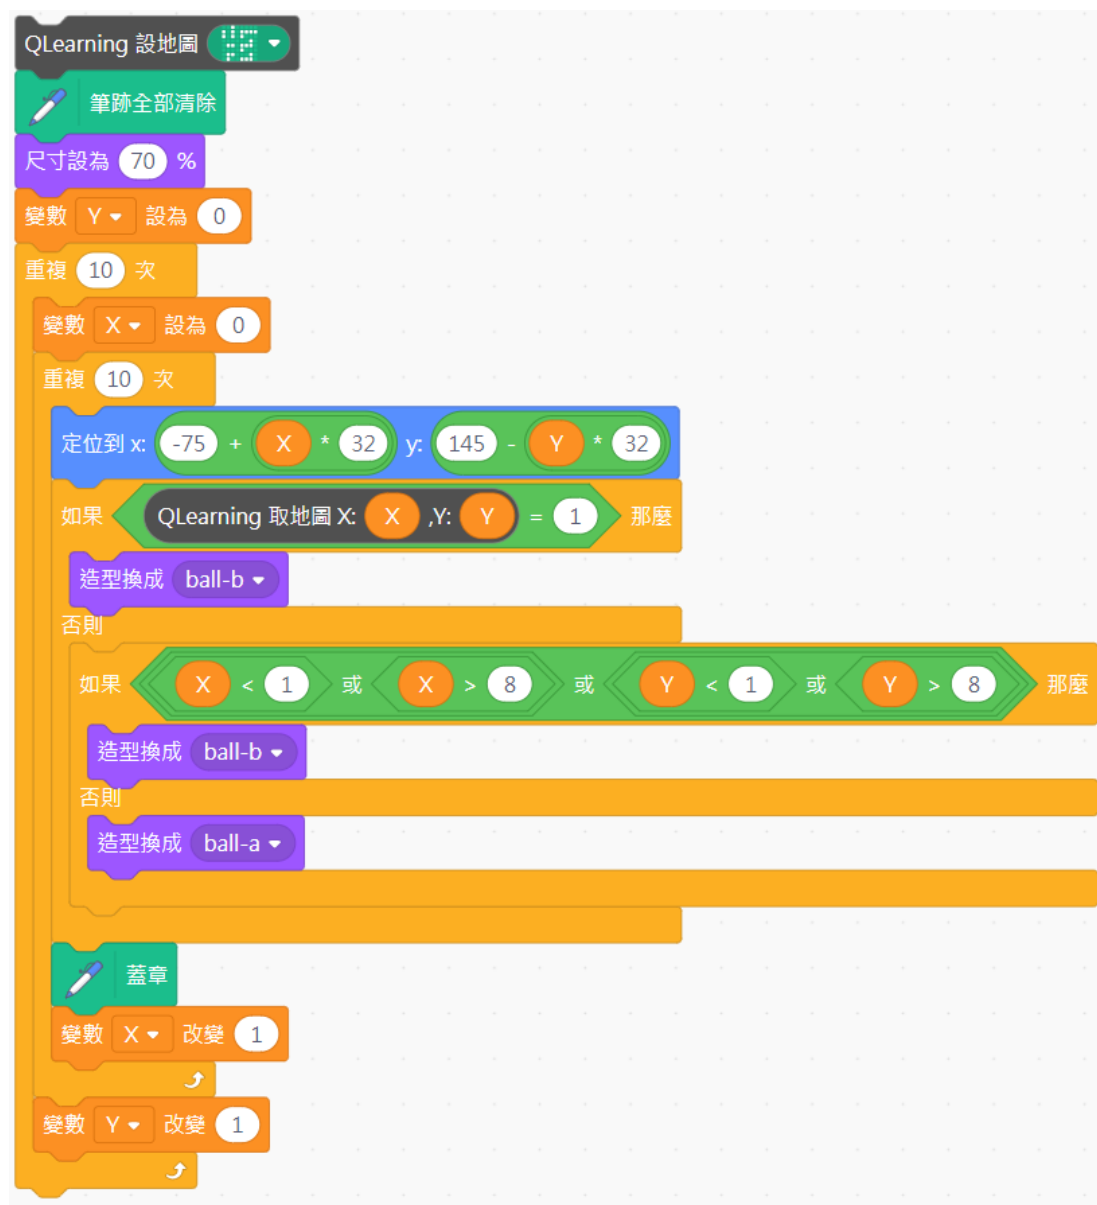 QLearning 設地圖
筆跡全部清除
尺寸設為 70 %
變數 Y 設為 0
重複 10 次
變數 X 設為 0
重複 10 次
定位到 x: -75 + X * 32 y: 145 - Y * 32
如果 QLearning 取地圖 X: X ,Y: Y = 1 那麼
造型換成 ball-b
否則
如果 X < 1 或 X > 8 或 Y < 1 或 Y > 8 那麼
造型換成 ball-b
否則
造型換成 ball-a
蓋章
變數 X 改變 1
變數 Y 改變 1